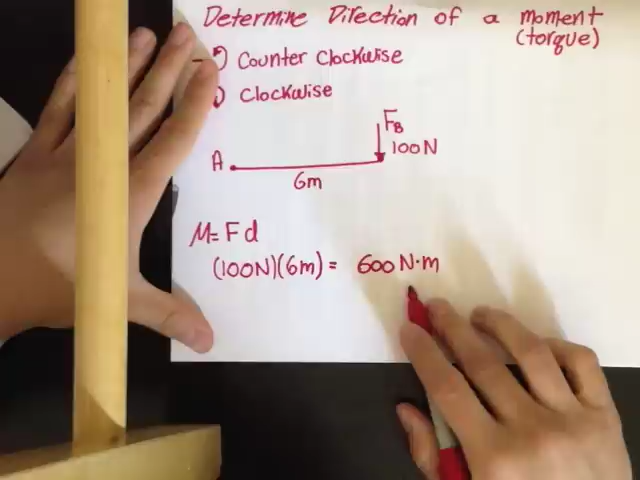 Determine Direction of a moment
(torque)
Counter Clockwise
Clockwise
FB
100N
A
6m
M=Fd
(100N)(6m) = 600 N·m